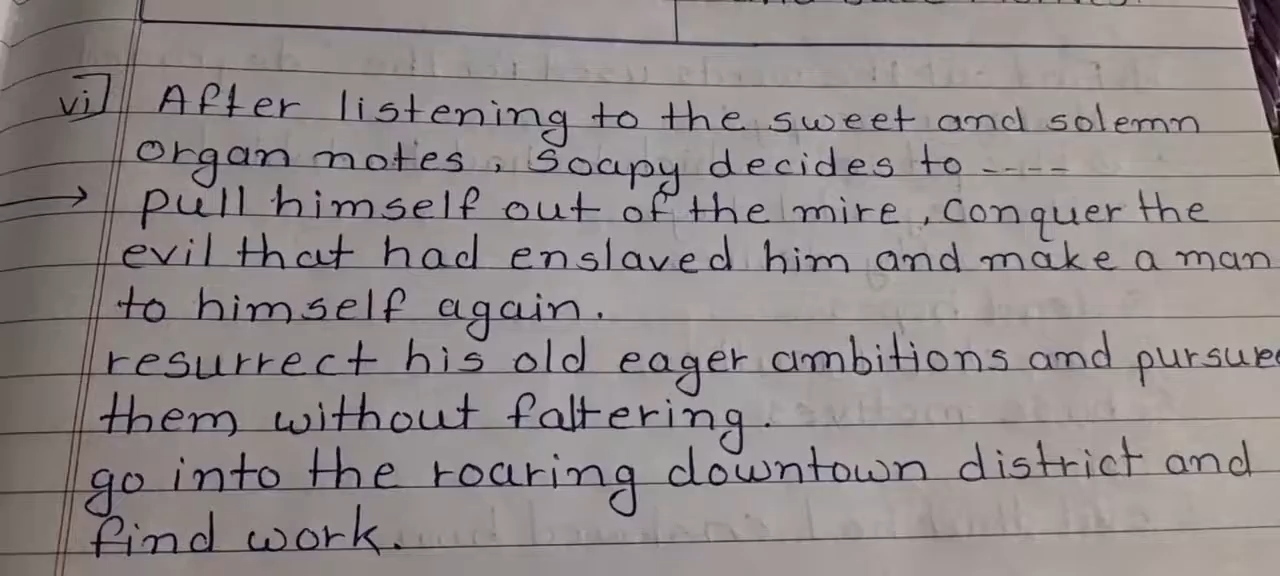 vi] After listening to the sweet and solemn
organ notes, Soapy decides to ----
→ pull himself out of the mire, conquer the
evil that had enslaved him and make a man
to himself again.
resurrect his old eager ambitions and pursue
them without faltering.
go into the roaring downtown district and
find work.